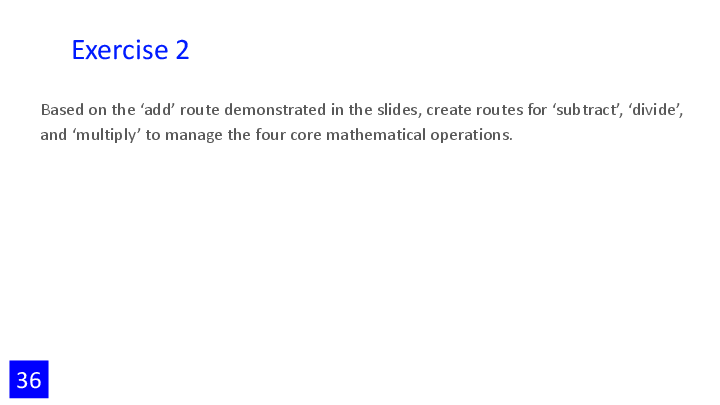 Exercise 2
Based on the ‘add’ route demonstrated in the slides, create routes for ‘subtract’, ‘divide’,
and ‘multiply’ to manage the four core mathematical operations.
36